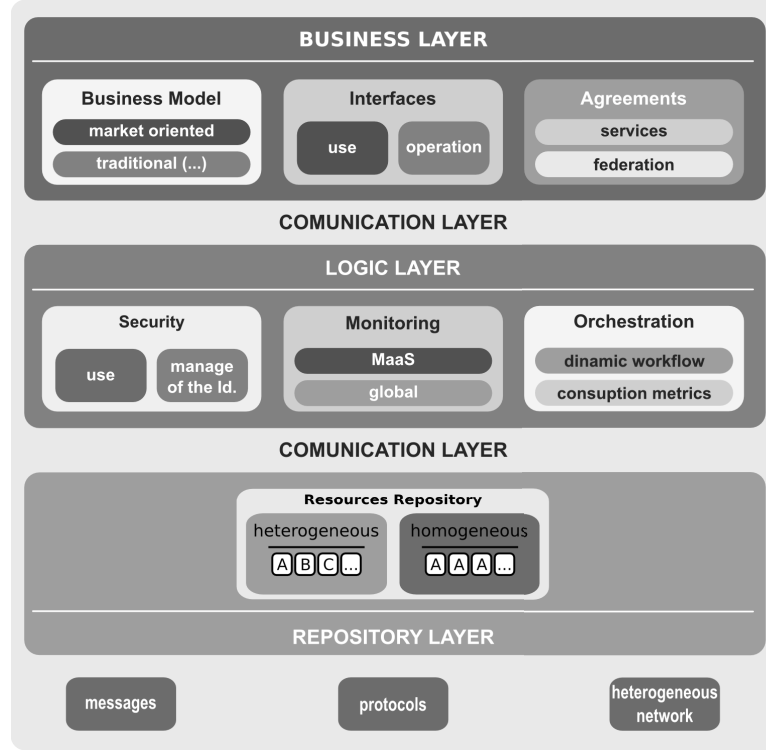 BUSINESS LAYER
Business Model
market oriented
traditional (...)
Interfaces
use
operation
Agreements
services
federation
COMUNICATION LAYER
LOGIC LAYER
Security
use
manage
of the Id.
Monitoring
MaaS
global
Orchestration
dinamic workflow
consuption metrics
COMUNICATION LAYER
Resources Repository
heterogeneous
A B C ...
homogeneous
A A A ...
REPOSITORY LAYER
messages
protocols
heterogeneous
network